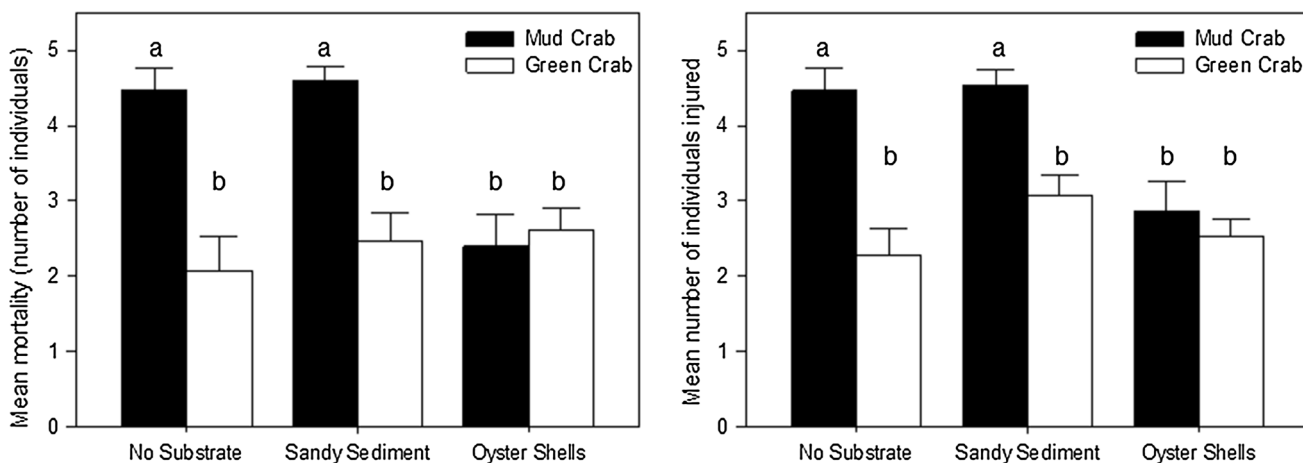 Mean mortality (number of individuals)
5
4
3
2
1
0
a
b
a
b
b
b
Mud Crab
Green Crab
No Substrate
Sandy Sediment
Oyster Shells
Mean number of individuals injured
5
4
3
2
1
0
a
b
a
b
b
b
Mud Crab
Green Crab
No Substrate
Sandy Sediment
Oyster Shells